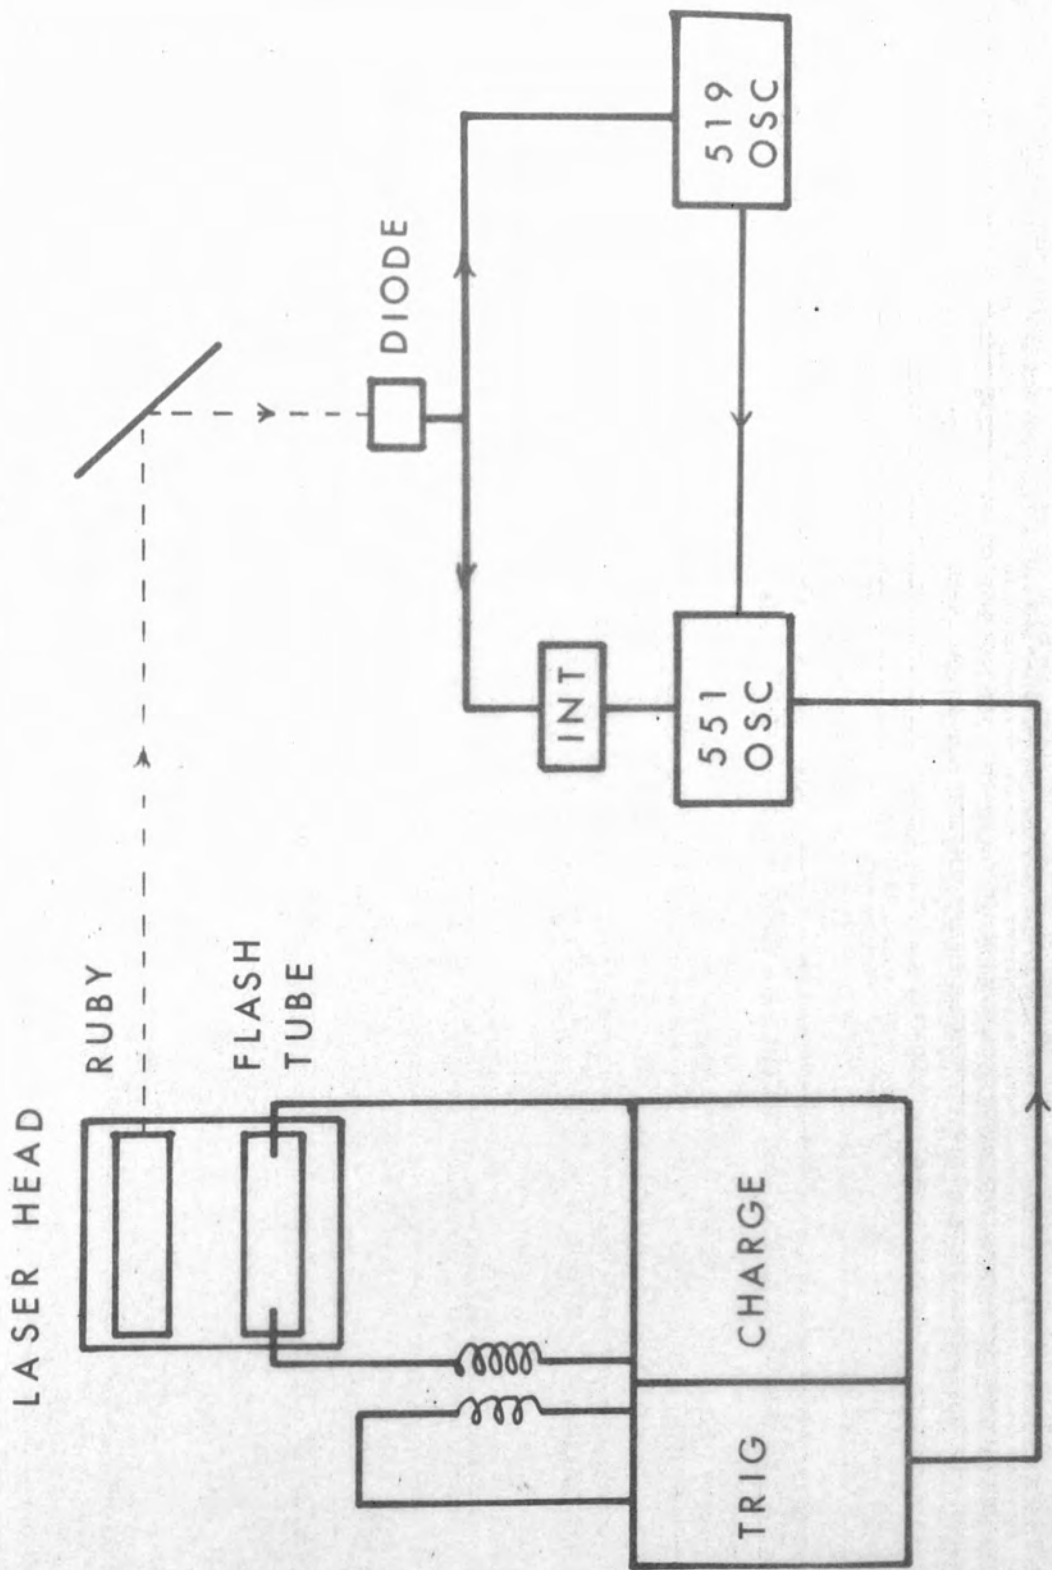 LASER HEAD
RUBY
FLASH
TUBE
DIODE
INT
551
OSC
519
OSC
TRIG
CHARGE